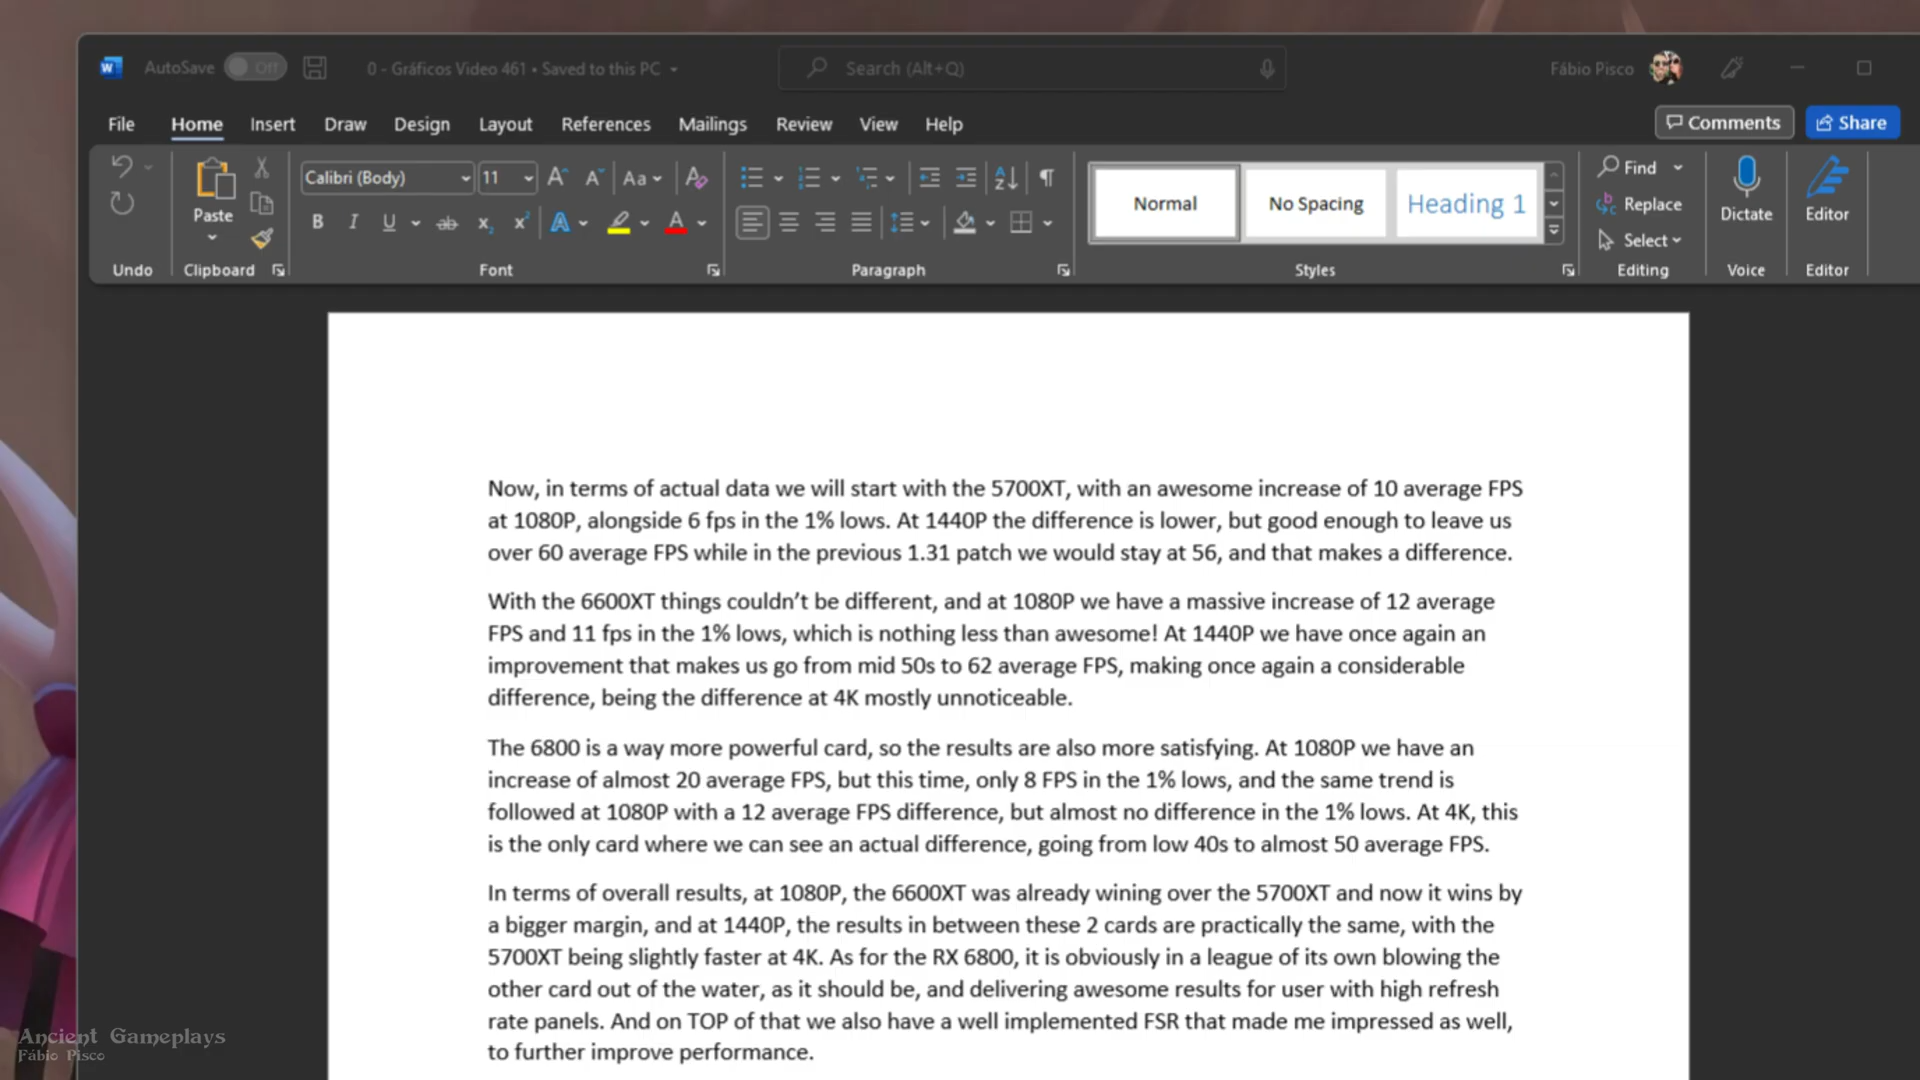 AutoSave Off 0 - Gráficos Video 461 • Saved to this PC Search (Alt+Q) Fábio Pisco
File Home Insert Draw Design Layout References Mailings Review View Help Comments Share
Calibri (Body) 11 Aa
Paste
Normal No Spacing Heading 1
Find
Replace
Select
Dictate Editor
Undo Clipboard Font Paragraph Styles Editing Voice Editor
Now, in terms of actual data we will start with the 5700XT, with an awesome increase of 10 average FPS
at 1080P, alongside 6 fps in the 1% lows. At 1440P the difference is lower, but good enough to leave us
over 60 average FPS while in the previous 1.31 patch we would stay at 56, and that makes a difference.
With the 6600XT things couldn't be different, and at 1080P we have a massive increase of 12 average
FPS and 11 fps in the 1% lows, which is nothing less than awesome! At 1440P we have once again an
improvement that makes us go from mid 50s to 62 average FPS, making once again a considerable
difference, being the difference at 4K mostly unnoticeable.
The 6800 is a way more powerful card, so the results are also more satisfying. At 1080P we have an
increase of almost 20 average FPS, but this time, only 8 FPS in the 1% lows, and the same trend is
followed at 1080P with a 12 average FPS difference, but almost no difference in the 1% lows. At 4K, this
is the only card where we can see an actual difference, going from low 40s to almost 50 average FPS.
In terms of overall results, at 1080P, the 6600XT was already wining over the 5700XT and now it wins by
a bigger margin, and at 1440P, the results in between these 2 cards are practically the same, with the
5700XT being slightly faster at 4K. As for the RX 6800, it is obviously in a league of its own blowing the
other card out of the water, as it should be, and delivering awesome results for user with high refresh
rate panels. And on TOP of that we also have a well implemented FSR that made me impressed as well,
to further improve performance.
Ancient Gameplays
Fábio Pisco